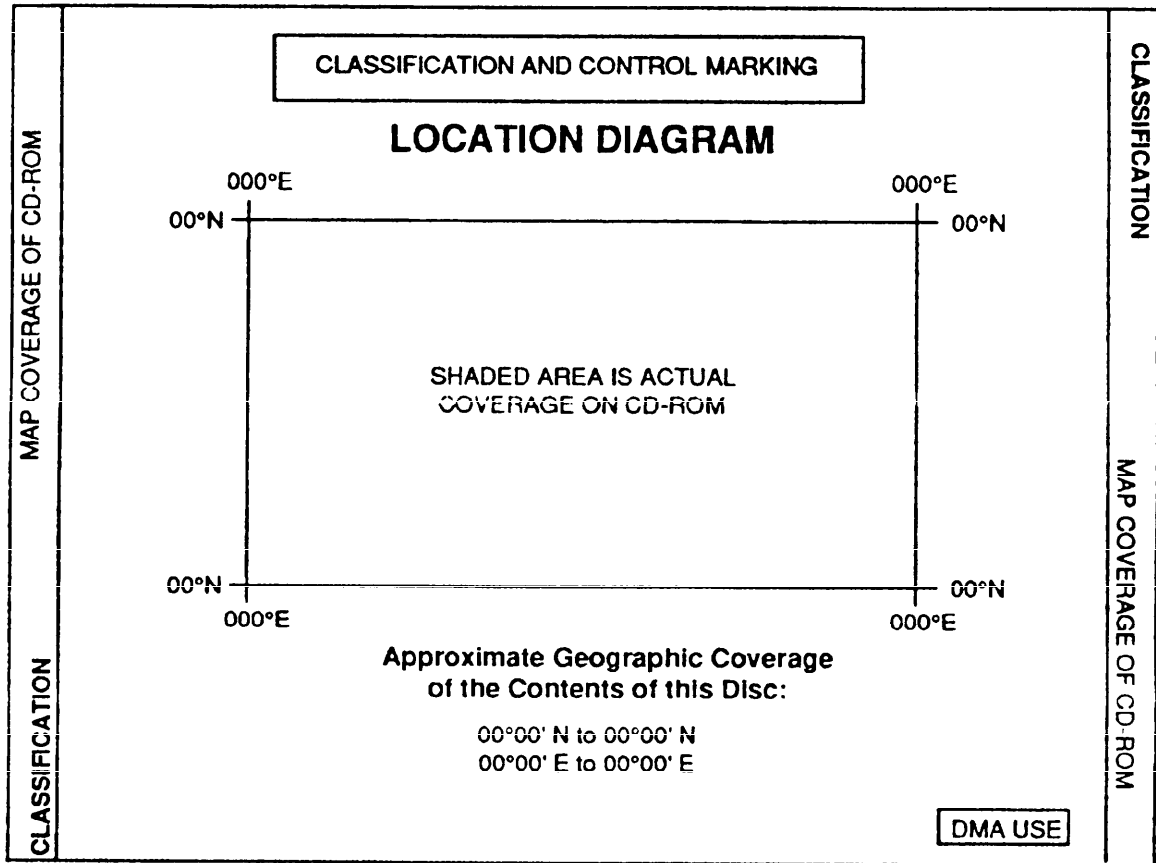 CLASSIFICATION AND CONTROL MARKING
LOCATION DIAGRAM
000°E 000°E
00°N 00°N
SHADED AREA IS ACTUAL
COVERAGE ON CD-ROM
00°N 00°N
000°E 000°E
Approximate Geographic Coverage
of the Contents of this Disc:
00°00' N to 00°00' N
00°00' E to 00°00' E
DMA USE
MAP COVERAGE OF CD-ROM
CLASSIFICATION
CLASSIFICATION
MAP COVERAGE OF CD-ROM